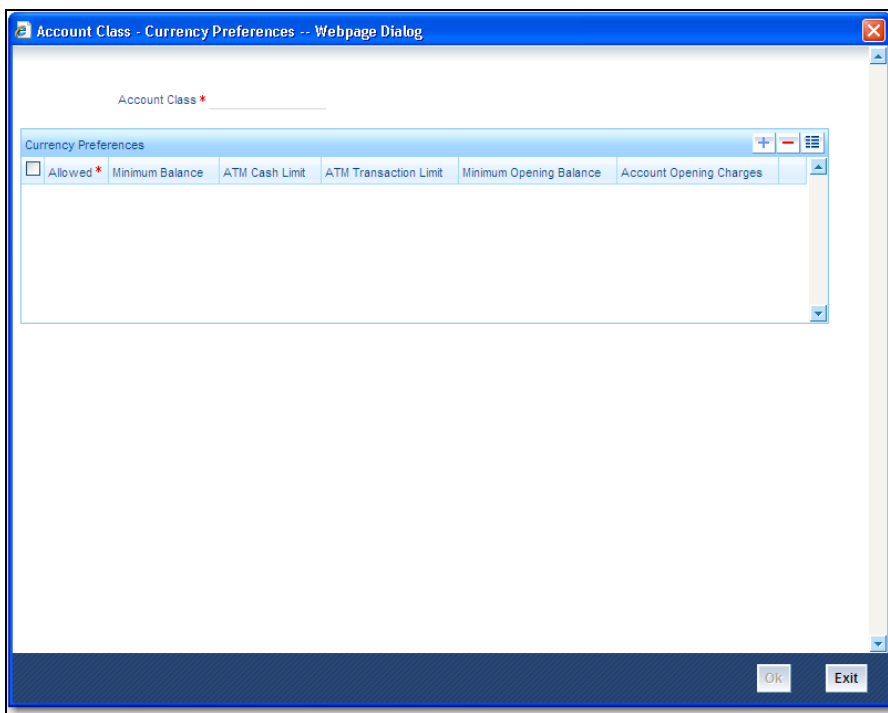 Account Class - Currency Preferences -- Webpage Dialog
Account Class *
Currency Preferences
Allowed * Minimum Balance ATM Cash Limit ATM Transaction Limit Minimum Opening Balance Account Opening Charges
Ok Exit